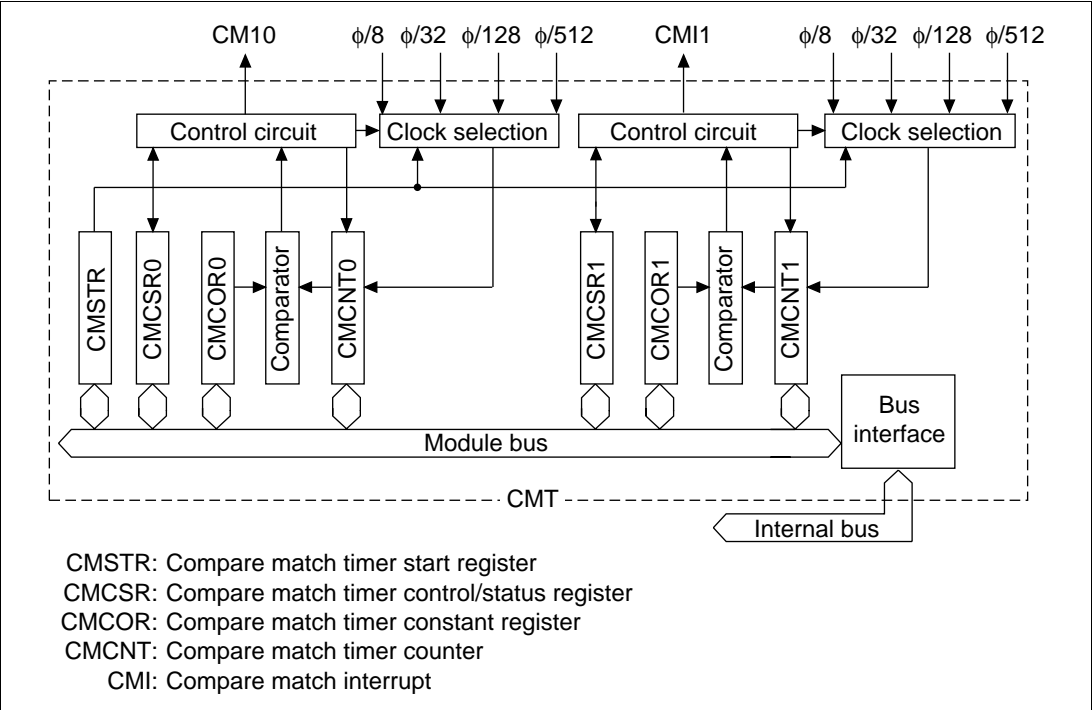 CM10 ϕ/8 ϕ/32 ϕ/128 ϕ/512 CMI1 ϕ/8 ϕ/32 ϕ/128 ϕ/512
Control circuit Clock selection Control circuit Clock selection
CMSTR
CMCSR0
CMCOR0
Comparator
CMCNT0
CMCSR1
CMCOR1
Comparator
CMCNT1
Bus
interface
Module bus
CMT
Internal bus
CMSTR: Compare match timer start register
CMCSR: Compare match timer control/status register
CMCOR: Compare match timer constant register
CMCNT: Compare match timer counter
CMI: Compare match interrupt